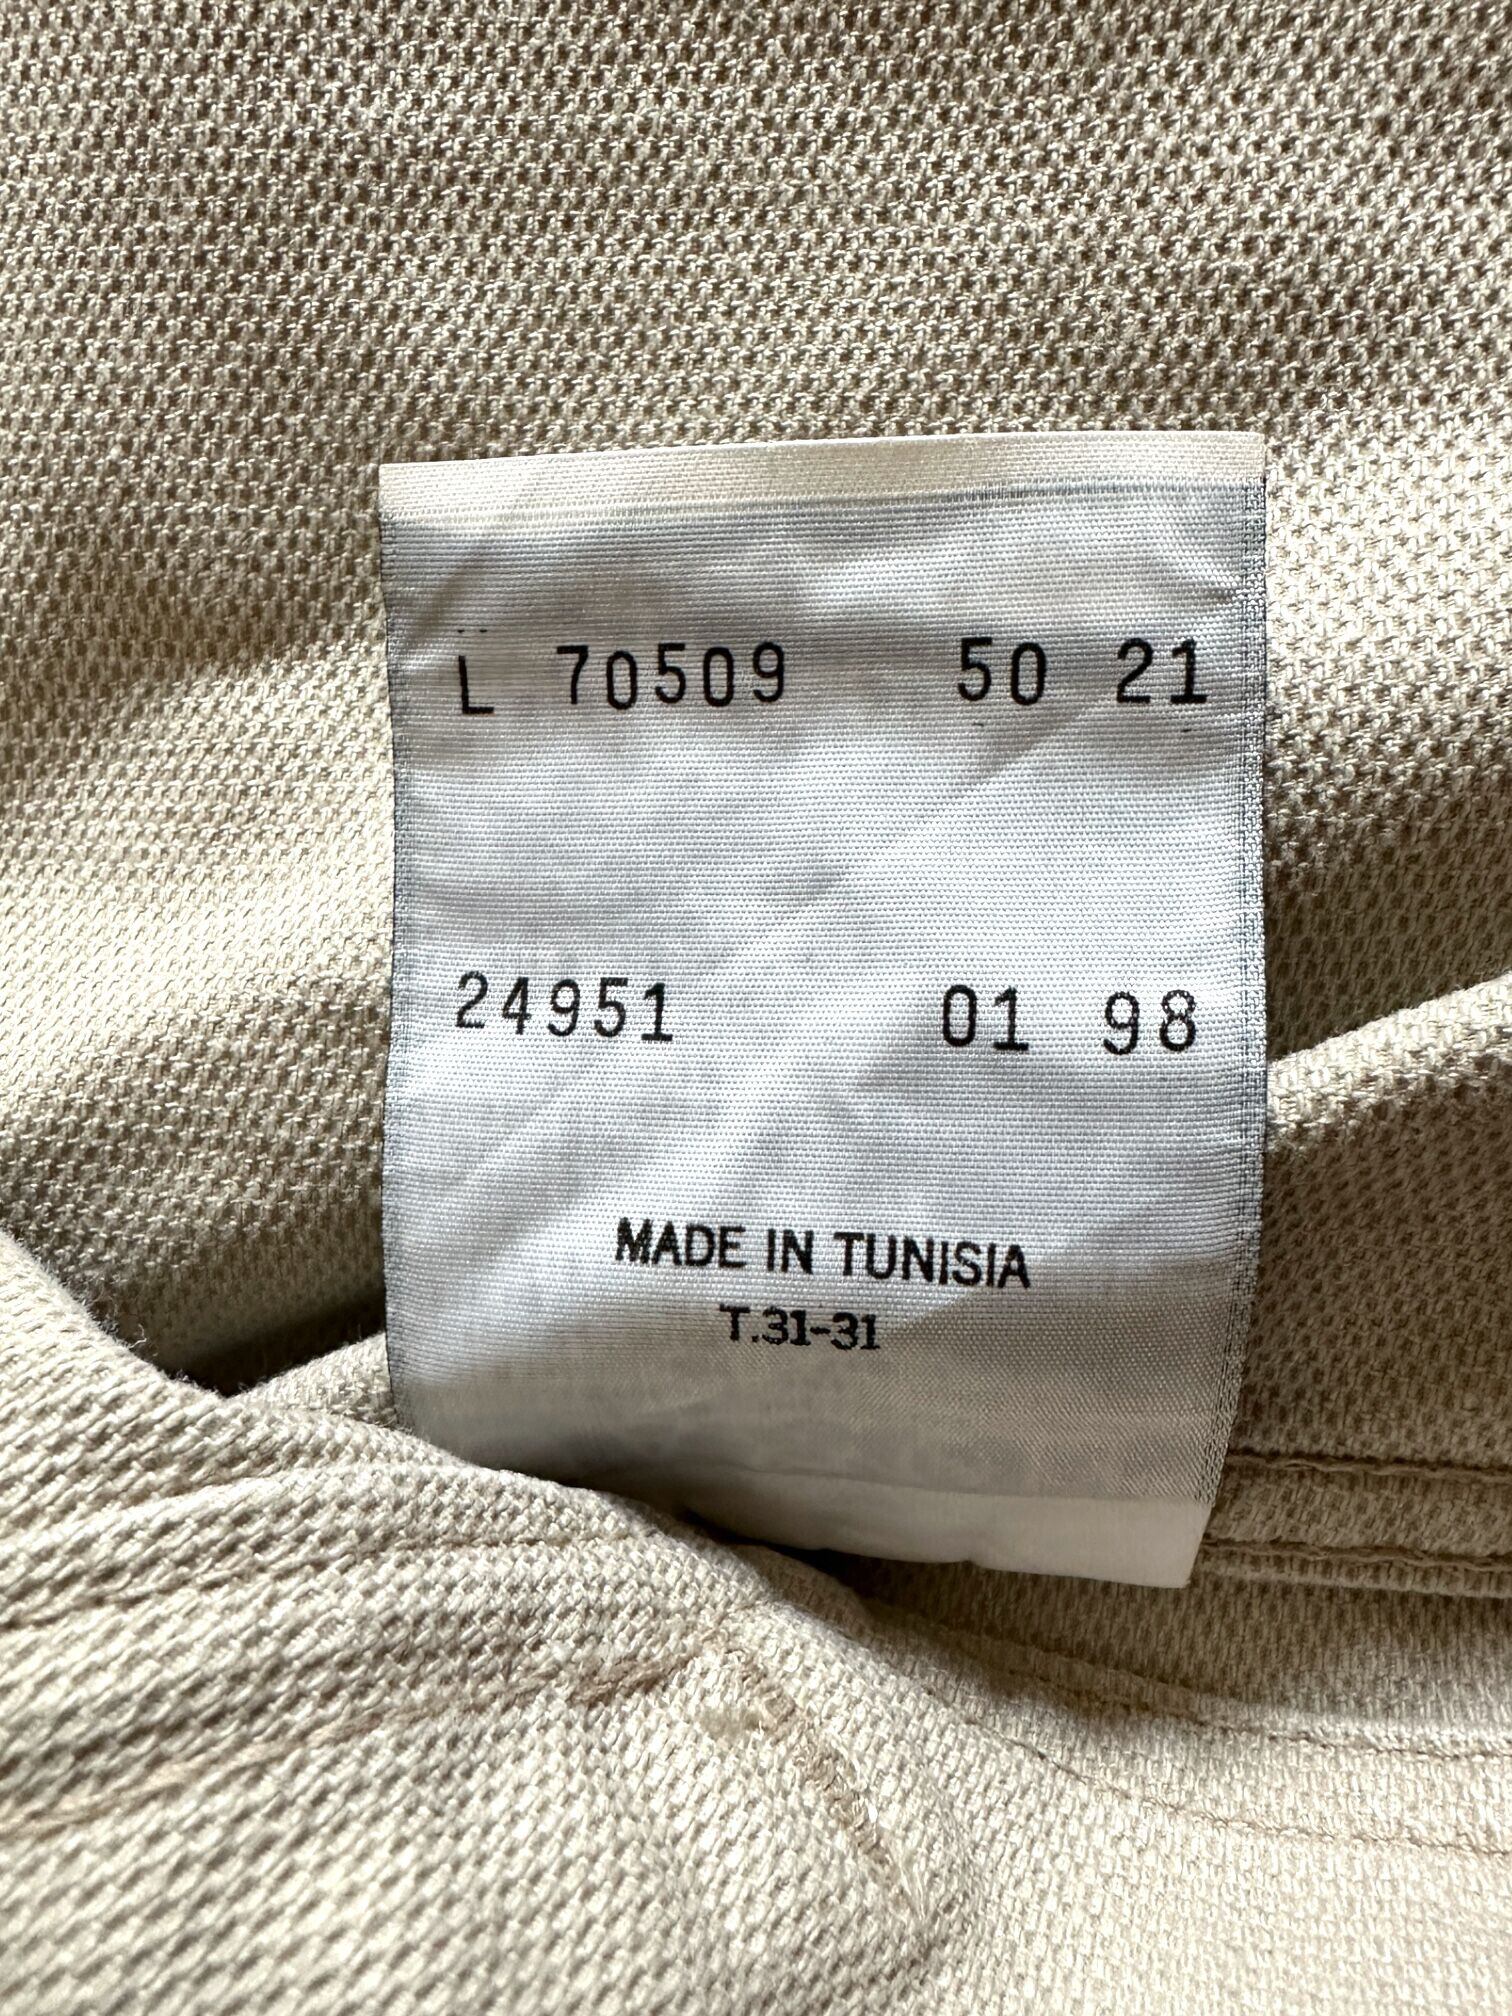 L 70509 50 21
24951 01 98
MADE IN TUNISIA
T.31-31